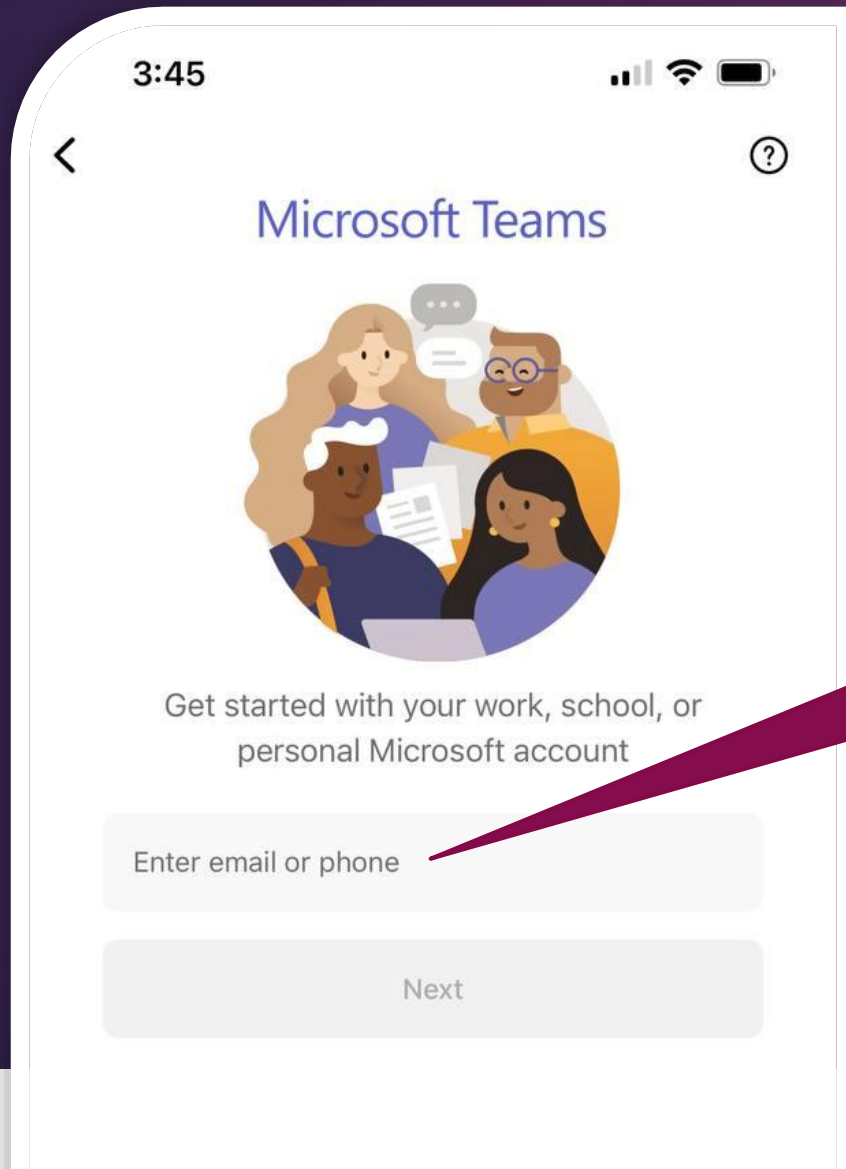 3:45
Microsoft Teams
Get started with your work, school, or
personal Microsoft account
Enter email or phone
Next